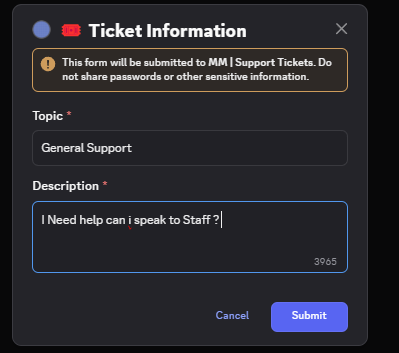 Ticket Information
This form will be submitted to MM | Support Tickets. Do
not share passwords or other sensitive information.
Topic *
General Support
Description *
I Need help can i speak to Staff ?
3965
Cancel
Submit